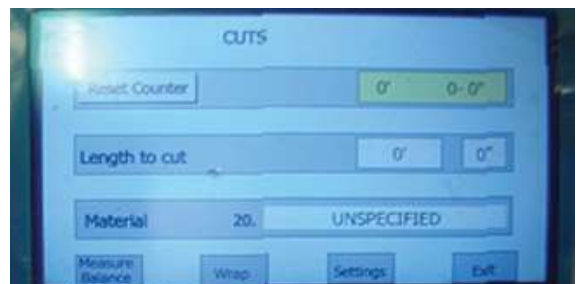 CUTS
Reset Counter 0' 0- 0"
Length to cut 0' 0"
Material 20. UNSPECIFIED
Measure Balance Wrap Settings Exit